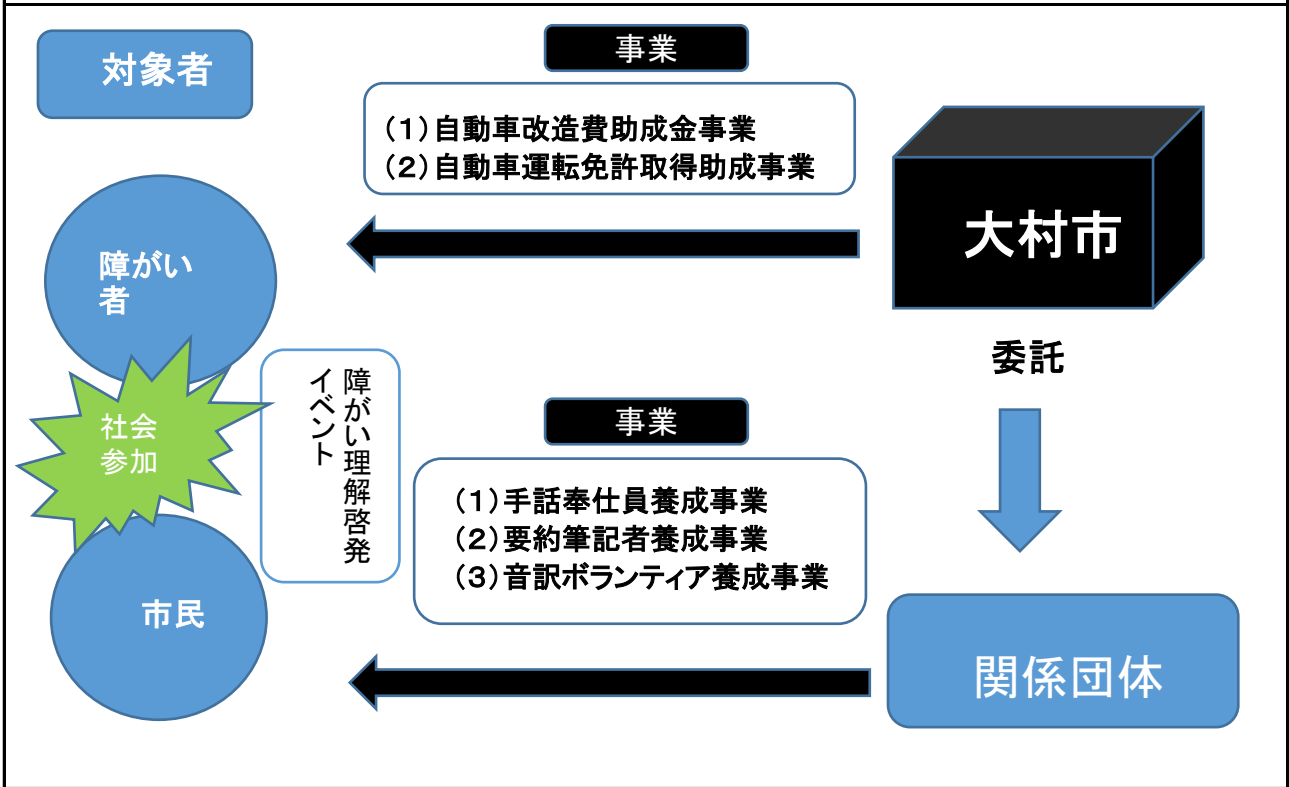 対象者
事業
（１）自動車改造費助成金事業
（２）自動車運転免許取得助成事業
大村市
障がい
者
委託
社会
参加
障がい理解啓発
イベント
事業
（１）手話奉仕員養成事業
（２）要約筆記者養成事業
（３）音訳ボランティア養成事業
市民
関係団体